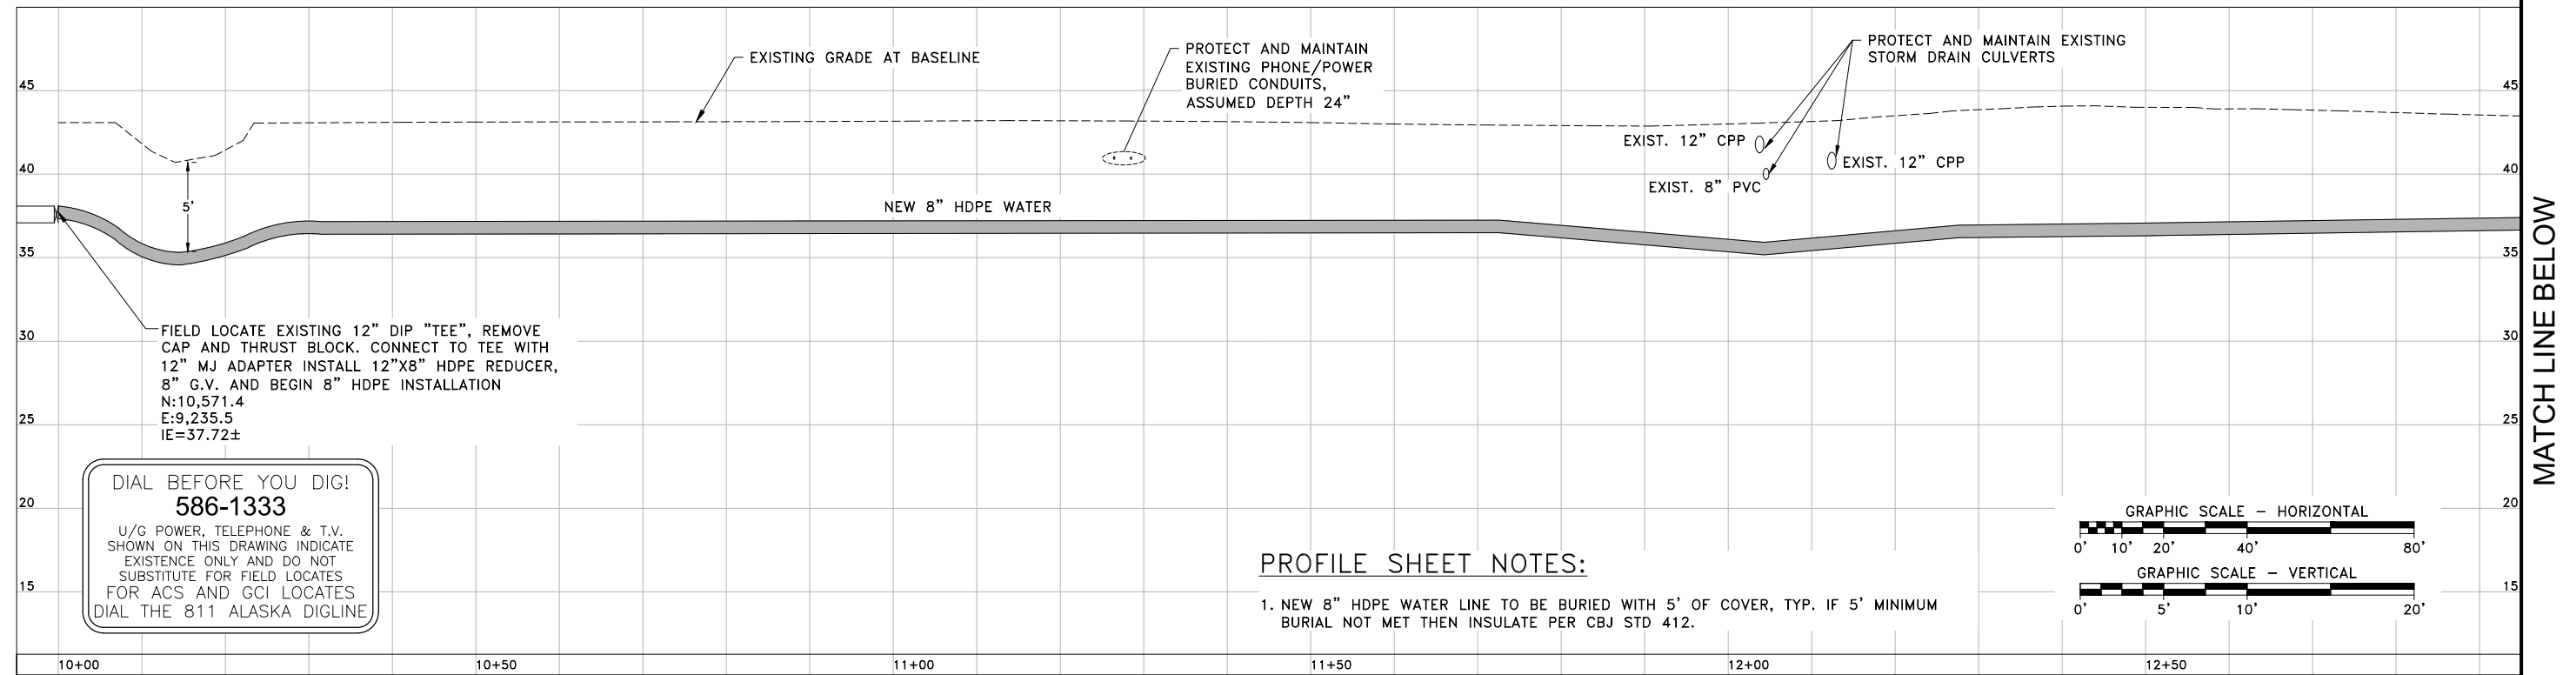 EXISTING GRADE AT BASELINE
PROTECT AND MAINTAIN
EXISTING PHONE/POWER
BURIED CONDUITS,
ASSUMED DEPTH 24"
PROTECT AND MAINTAIN EXISTING
STORM DRAIN CULVERTS
45
45
EXIST. 12" CPP
EXIST. 12" CPP
EXIST. 8" PVC
40
40
5'
NEW 8" HDPE WATER
35
35
MATCH LINE BELOW
30
30
FIELD LOCATE EXISTING 12" DIP "TEE", REMOVE
CAP AND THRUST BLOCK. CONNECT TO TEE WITH
12" MJ ADAPTER INSTALL 12"X8" HDPE REDUCER,
8" G.V. AND BEGIN 8" HDPE INSTALLATION
N:10,571.4
E:9,235.5
IE=37.72±
25
25
20
20
DIAL BEFORE YOU DIG!
586-1333
U/G POWER, TELEPHONE & T.V.
SHOWN ON THIS DRAWING INDICATE
EXISTENCE ONLY AND DO NOT
SUBSTITUTE FOR FIELD LOCATES
FOR ACS AND GCI LOCATES
DIAL THE 811 ALASKA DIGLINE
15
15
PROFILE SHEET NOTES:
1. NEW 8" HDPE WATER LINE TO BE BURIED WITH 5' OF COVER, TYP. IF 5' MINIMUM
BURIAL NOT MET THEN INSULATE PER CBJ STD 412.
GRAPHIC SCALE – HORIZONTAL
0' 10' 20' 40' 80'
GRAPHIC SCALE – VERTICAL
0' 5' 10' 20'
10+00 10+50 11+00 11+50 12+00 12+50